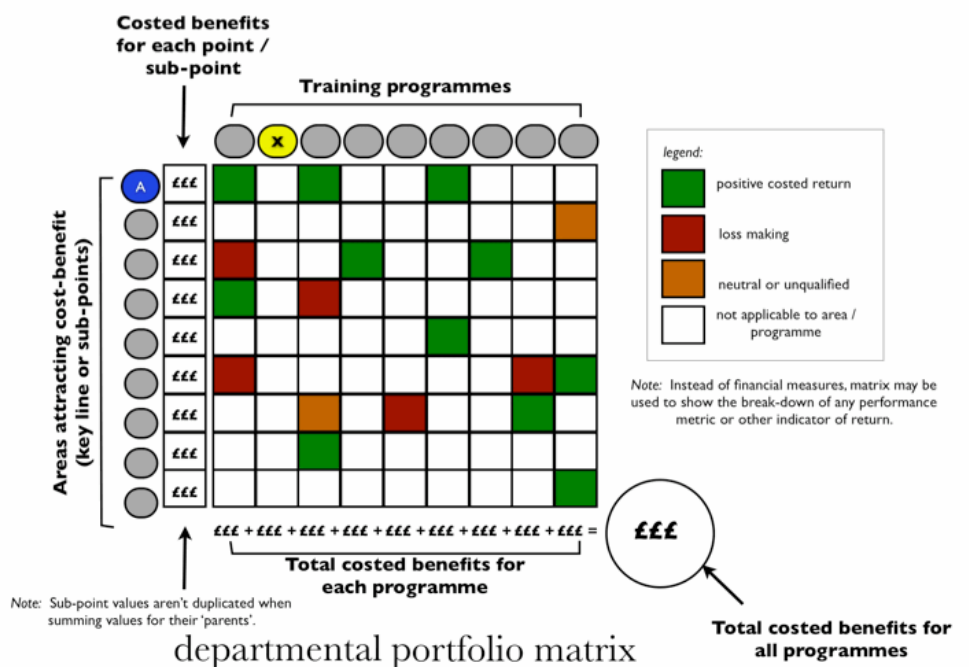 Costed benefits
for each point /
sub-point
Training programmes
x
legend:
positive costed return
loss making
neutral or unqualified
not applicable to area /
programme
Areas attracting cost-benefit
(key line or sub-points)
A
£££
£££
£££
£££
£££
£££
£££
£££
£££
Note: Instead of financial measures, matrix may be
used to show the break-down of any performance
metric or other indicator of return.
£££ + £££ + £££ + £££ + £££ + £££ + £££ + £££ + £££ =
£££
Total costed benefits for
each programme
Note: Sub-point values aren't duplicated when
summing values for their 'parents'.
Total costed benefits for
all programmes
departmental portfolio matrix